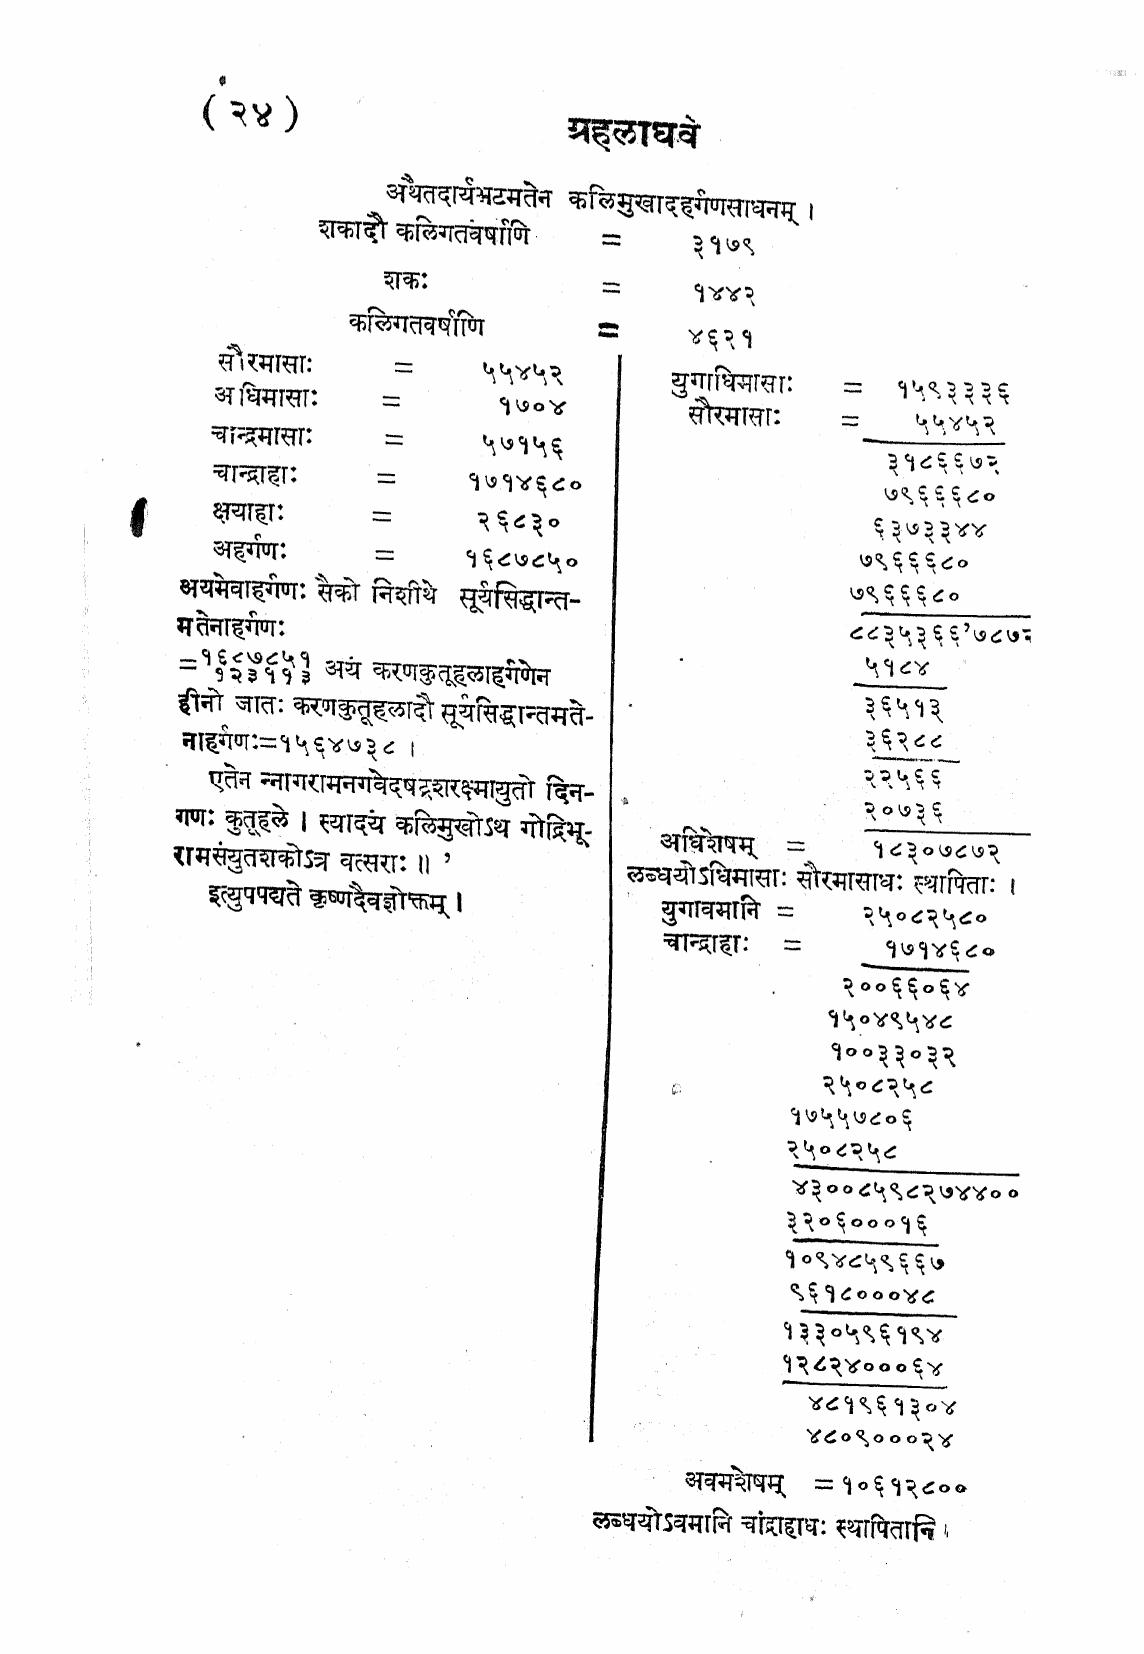 ( २४ )
ग्रहलाघवे
अथैतदार्यभटमतेन कलिमुखादहर्गणसाधनम् ।
शकादौ कलिगतवंर्षाणि = ३१७९
शकः = १४४२
कलिगतवर्षाणि = ४६२१
सौरमासाः = ५५४५२
अधिमासाः = १७०४
चान्द्रमासाः = ५७१५६
चान्द्राहाः = १७१४६८०
क्षयाहाः = २६८३०
अहर्गणः = १६८७८५०
अयमेवाहर्गणः सैको निशीथे सूर्यसिद्धान्त-
मतेनाहर्गणः
=१६८७८५१
१२३११३ अयं करणकुतूहलाहर्गणेन
हीनो जातः करणकुतूहलादौ सूर्यसिद्धान्तमते-
नाहर्गणः=१५६४७३८ ।
एतेन न्नागरामनगवेदषट्शरक्ष्मायुतो दिन-
गणः कुतूहले । स्यादयं कलिमुखोऽथ गोद्रिभू-
रामसंयुतशकोऽत्र वत्सराः ॥ ’
इत्युपपद्यते कृष्णदैवज्ञोक्तम् ।
युगाधिमासाः = १५९३३३६
सौरमासाः = ५५४५२
३१८६६७२
७९६६६८०
६३७३३४४
७९६६६८०
७९६६६८०
८८३५३६६’७८७२
५१८४
३६५१३
३६२८८
२२५६६
२०७३६
अधिशेषम् = १८३०७८७२
लब्धयोऽधिमासाः सौरमासाधः स्थापिताः ।
युगावमानि = २५०८२५८०
चान्द्राहाः = १७१४६८०
२००६६०६४
१५०४९५४८
१००३३०३२
२५०८२५८
१७५५७८०६
२५०८२५८
४३००८५९८२७४४००
३२०६०००१६
१०९४८५९६६७
९६१८०००४८
१३३०५९६१९४
१२८२४०००६४
४८१९६१३०४
४८०९०००२४
अवमशेषम् =१०६१२८००
लब्धयोऽवमानि चांद्राहाधः स्थापितानि ।